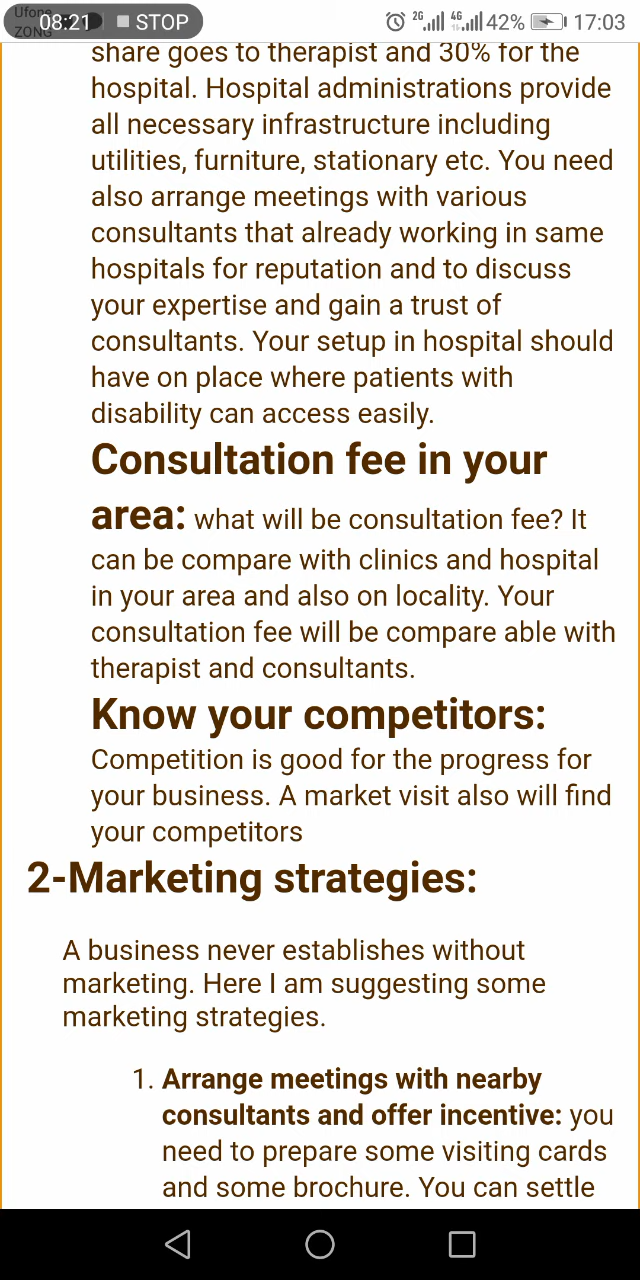 Ufone
ZONG
08:21 STOP 2G 4G 42% 17:03
share goes to therapist and 30% for the
hospital. Hospital administrations provide
all necessary infrastructure including
utilities, furniture, stationary etc. You need
also arrange meetings with various
consultants that already working in same
hospitals for reputation and to discuss
your expertise and gain a trust of
consultants. Your setup in hospital should
have on place where patients with
disability can access easily.
Consultation fee in your
area: what will be consultation fee? It
can be compare with clinics and hospital
in your area and also on locality. Your
consultation fee will be compare able with
therapist and consultants.
Know your competitors:
Competition is good for the progress for
your business. A market visit also will find
your competitors
2-Marketing strategies:
A business never establishes without
marketing. Here I am suggesting some
marketing strategies.
1. Arrange meetings with nearby
consultants and offer incentive: you
need to prepare some visiting cards
and some brochure. You can settle